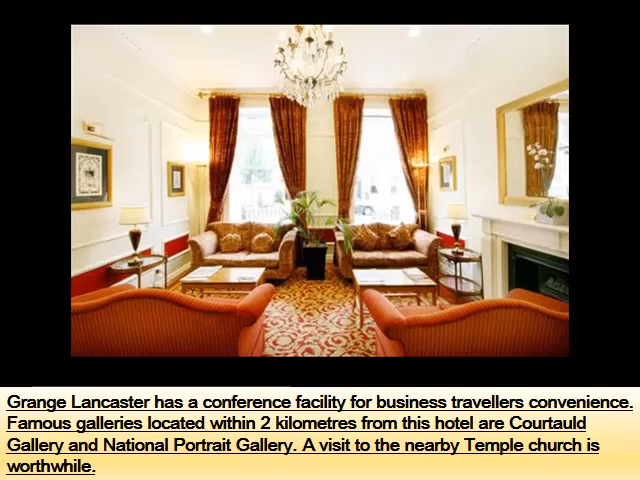 Grange Lancaster has a conference facility for business travellers convenience.
Famous galleries located within 2 kilometres from this hotel are Courtauld
Gallery and National Portrait Gallery. A visit to the nearby Temple church is
worthwhile.